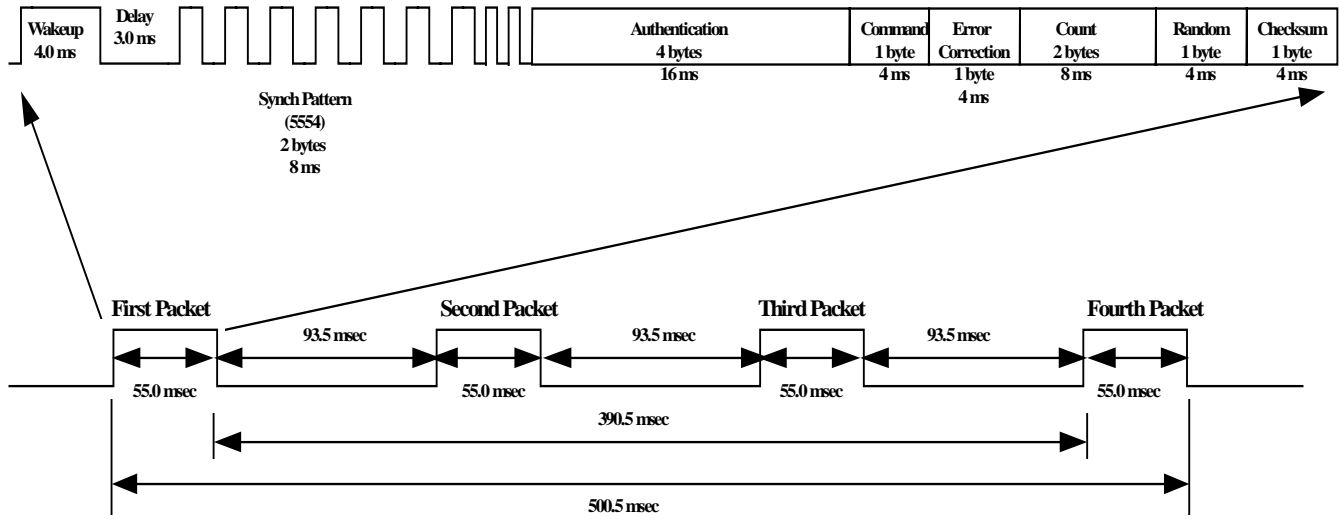 Wakeup
4.0 ms
Delay
3.0 ms
Synch Pattern
(5554)
2 bytes
8 ms
Authentication
4 bytes
16 ms
Command
1 byte
4 ms
Error
Correction
1 byte
4 ms
Count
2 bytes
8 ms
Random
1 byte
4 ms
Checksum
1 byte
4 ms
First Packet
Second Packet
Third Packet
Fourth Packet
93.5 msec
93.5 msec
93.5 msec
55.0 msec
55.0 msec
55.0 msec
55.0 msec
390.5 msec
500.5 msec